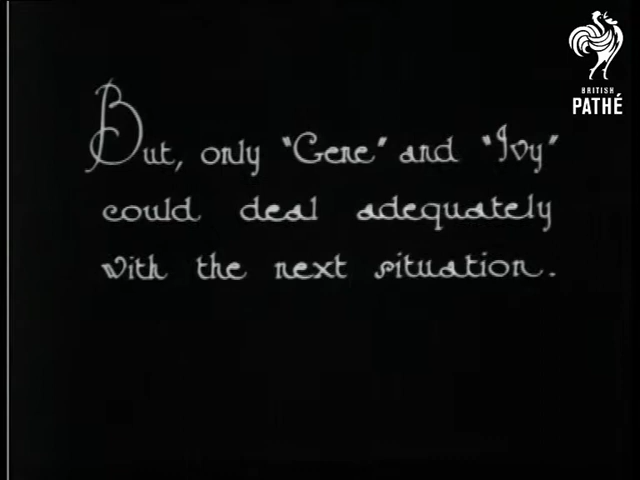 BRITISH
PATHÉ
But, only "Gene" and "Ivy"
could deal adequately
with the next situation.